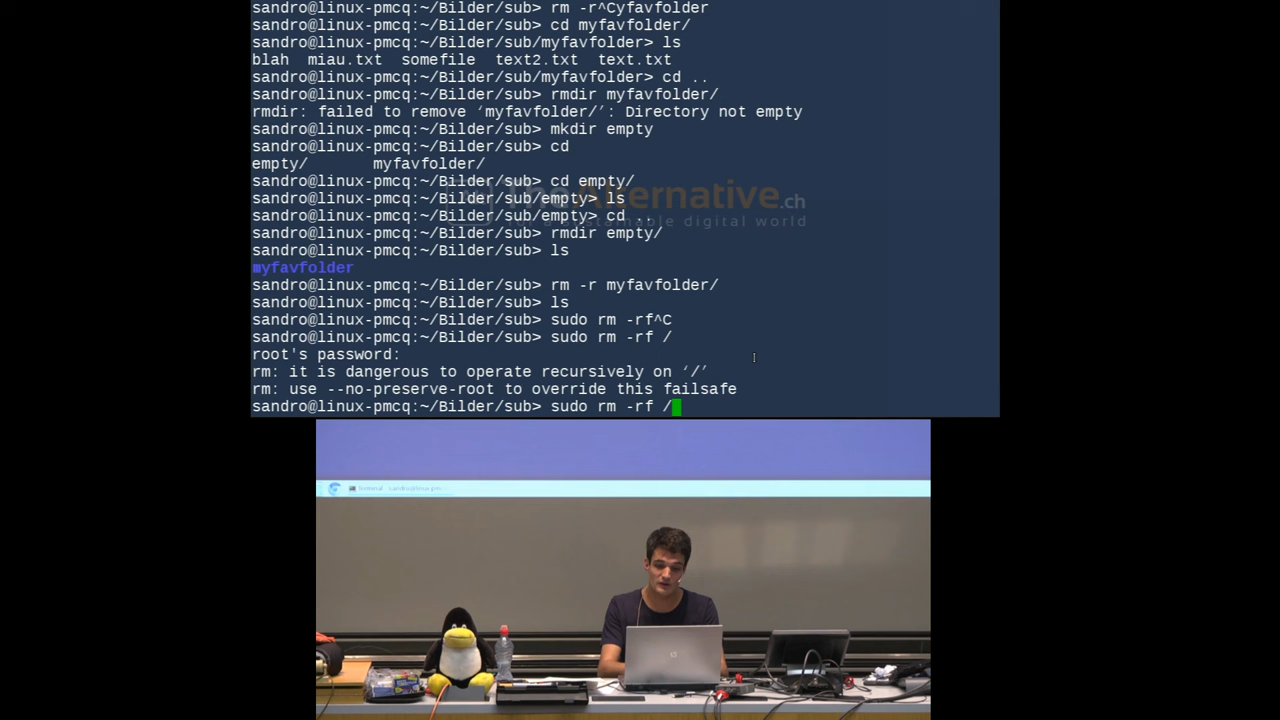 sandro@linux-pmcq:~/Bilder/sub> rm -r^Cyfavfolder
sandro@linux-pmcq:~/Bilder/sub> cd myfavfolder/
sandro@linux-pmcq:~/Bilder/sub/myfavfolder> ls
blah  miau.txt  somefile  text2.txt  text.txt
sandro@linux-pmcq:~/Bilder/sub/myfavfolder> cd ..
sandro@linux-pmcq:~/Bilder/sub> rmdir myfavfolder/
rmdir: failed to remove ‘myfavfolder/’: Directory not empty
sandro@linux-pmcq:~/Bilder/sub> mkdir empty
sandro@linux-pmcq:~/Bilder/sub> cd
empty/       myfavfolder/
sandro@linux-pmcq:~/Bilder/sub> cd empty/
TheAlternative.ch
sandro@linux-pmcq:~/Bilder/sub/empty> ls
sandro@linux-pmcq:~/Bilder/sub/empty> cd ..
sustainable digital world
sandro@linux-pmcq:~/Bilder/sub> rmdir empty/
sandro@linux-pmcq:~/Bilder/sub> ls
myfavfolder
sandro@linux-pmcq:~/Bilder/sub> rm -r myfavfolder/
sandro@linux-pmcq:~/Bilder/sub> ls
sandro@linux-pmcq:~/Bilder/sub> sudo rm -rf^C
sandro@linux-pmcq:~/Bilder/sub> sudo rm -rf /
root's password:
rm: it is dangerous to operate recursively on ‘/’
rm: use --no-preserve-root to override this failsafe
sandro@linux-pmcq:~/Bilder/sub> sudo rm -rf /
Terminal